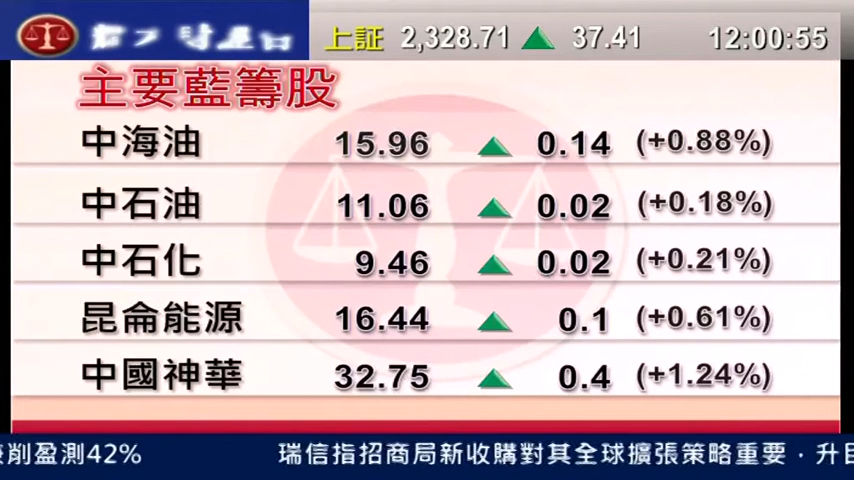 上証 2,328.71 ▲ 37.41 12:00:55
主要藍籌股
中海油 15.96 ▲ 0.14 (+0.88%)
中石油 11.06 ▲ 0.02 (+0.18%)
中石化 9.46 ▲ 0.02 (+0.21%)
昆侖能源 16.44 ▲ 0.1 (+0.61%)
中國神華 32.75 ▲ 0.4 (+1.24%)
削盈測42% 瑞信指招商局新收購對其全球擴張策略重要，升目